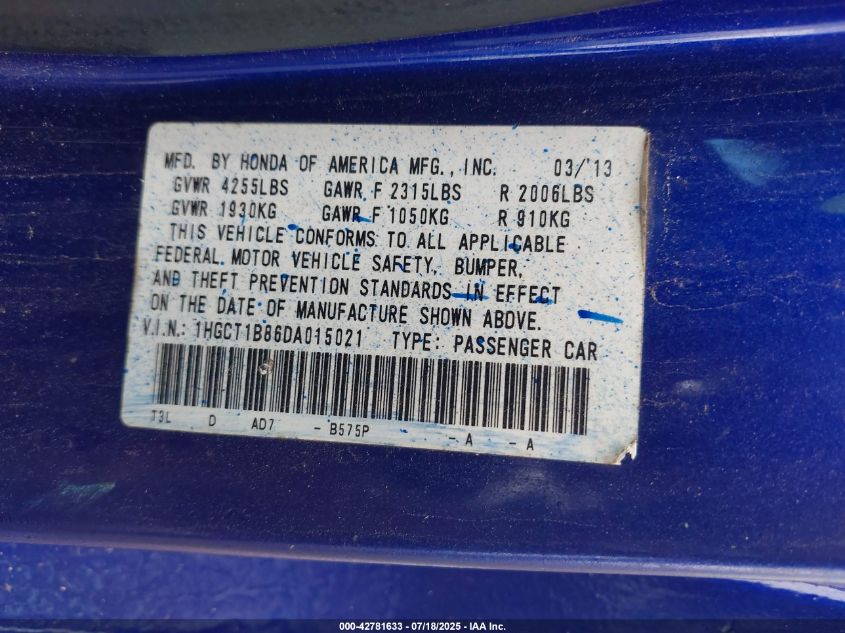 MFD. BY HONDA OF AMERICA MFG., INC. 03/'13
GVWR 4255LBS GAWR F 2315LBS R 2006LBS
GVWR 1930KG GAWR F 1050KG R 910KG
THIS VEHICLE CONFORMS TO ALL APPLICABLE
FEDERAL MOTOR VEHICLE SAFETY, BUMPER,
AND THEFT PREVENTION STANDARDS IN EFFECT
ON THE DATE OF MANUFACTURE SHOWN ABOVE.
V.I.N.: 1HGCT1B86DA015021 TYPE: PASSENGER CAR
T3L D AD7 - B575P - A - A
000-42781633 - 07/18/2025 - IAA Inc.